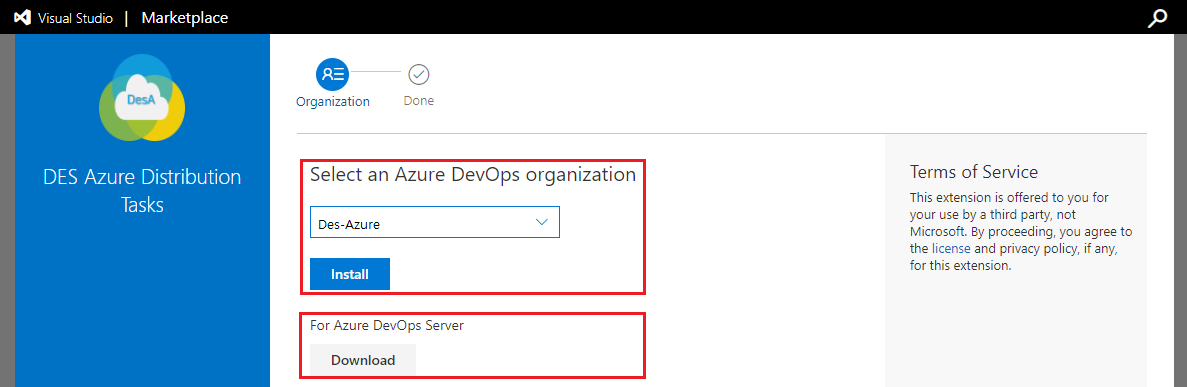 Visual Studio | Marketplace
DesA
DES Azure Distribution
Tasks
Organization
Done
Select an Azure DevOps organization
Des-Azure
Install
For Azure DevOps Server
Download
Terms of Service
This extension is offered to you for
your use by a third party, not
Microsoft. By proceeding, you agree to
the license and privacy policy, if any,
for this extension.